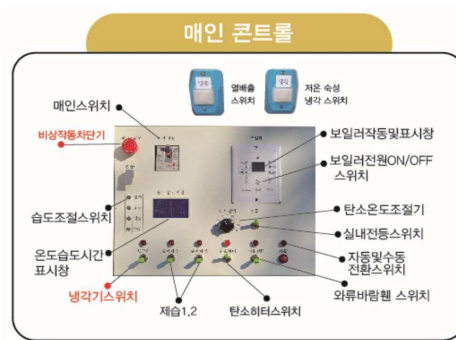 매인 콘트롤
열배출
스위치
저온 숙성
냉각 스위치
매인스위치
비상작동차단기
보일러작동및표시창
보일러전원ON/OFF
스위치
습도조절스위치
탄소온도조절기
실내전등스위치
온도습도시간
표시창
자동및수동
전환스위치
냉각기스위치
제습1,2
탄소히터스위치
와류바람휀 스위치